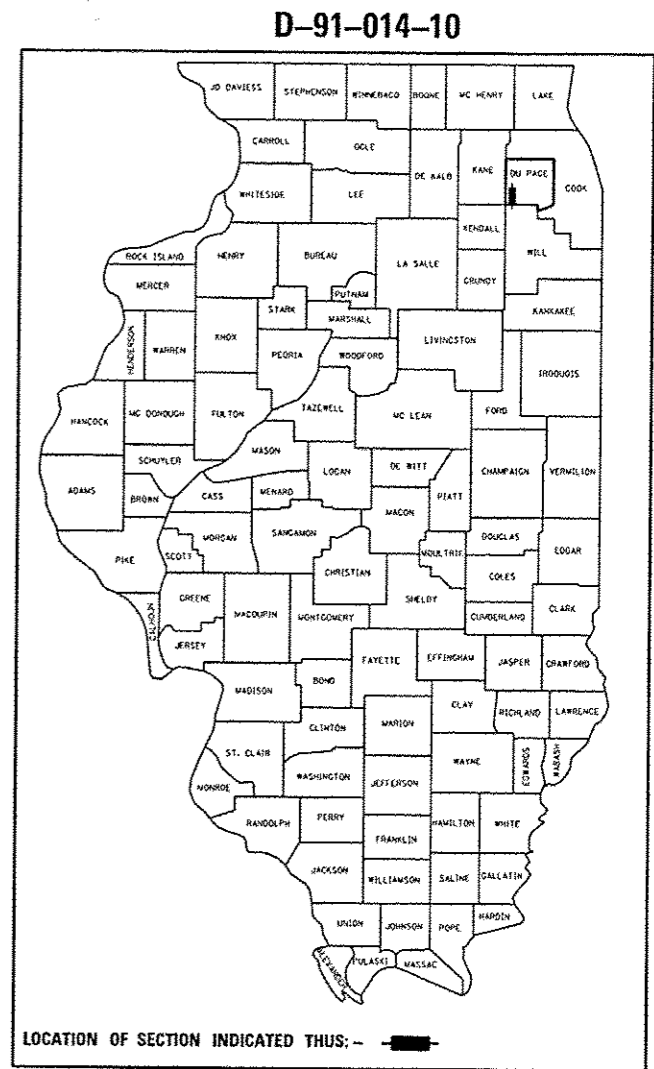 D-91-014-10
JO DAVIESS STEPHENSON WINNEBAGO BOONE MC HENRY LAKE
CARROLL OGLE DE KALB KANE DU PAGE COOK
WHITESIDE LEE
KENDALL
ROCK ISLAND HENRY BUREAU LA SALLE GRUNDY WILL
MERCER PUTNAM
STARK MARSHALL KANKAKEE
HENDERSON WARREN KNOX PEORIA WOODFORD LIVINGSTON IROQUOIS
HANCOCK MC DONOUGH FULTON TAZEWELL MC LEAN FORD
SCHUYLER MASON LOGAN DE WITT CHAMPAIGN VERMILION
ADAMS BROWN CASS MENARD PIATT
MACON
MORGAN SANGAMON DOUGLAS EDGAR
PIKE SCOTT CHRISTIAN MOULTRIE COLES
CALHOUN GREENE MACOUPIN MONTGOMERY SHELBY CUMBERLAND CLARK
JERSEY FAYETTE EFFINGHAM JASPER CRAWFORD
MADISON BOND
CLINTON MARION CLAY RICHLAND LAWRENCE
ST. CLAIR WASHINGTON WAYNE EDWARDS WABASH
MONROE JEFFERSON
RANDOLPH PERRY HAMILTON WHITE
FRANKLIN
JACKSON WILLIAMSON SALINE GALLATIN
UNION JOHNSON POPE HARDIN
ALEXANDER PULASKI MASSAC
LOCATION OF SECTION INDICATED THUS: -